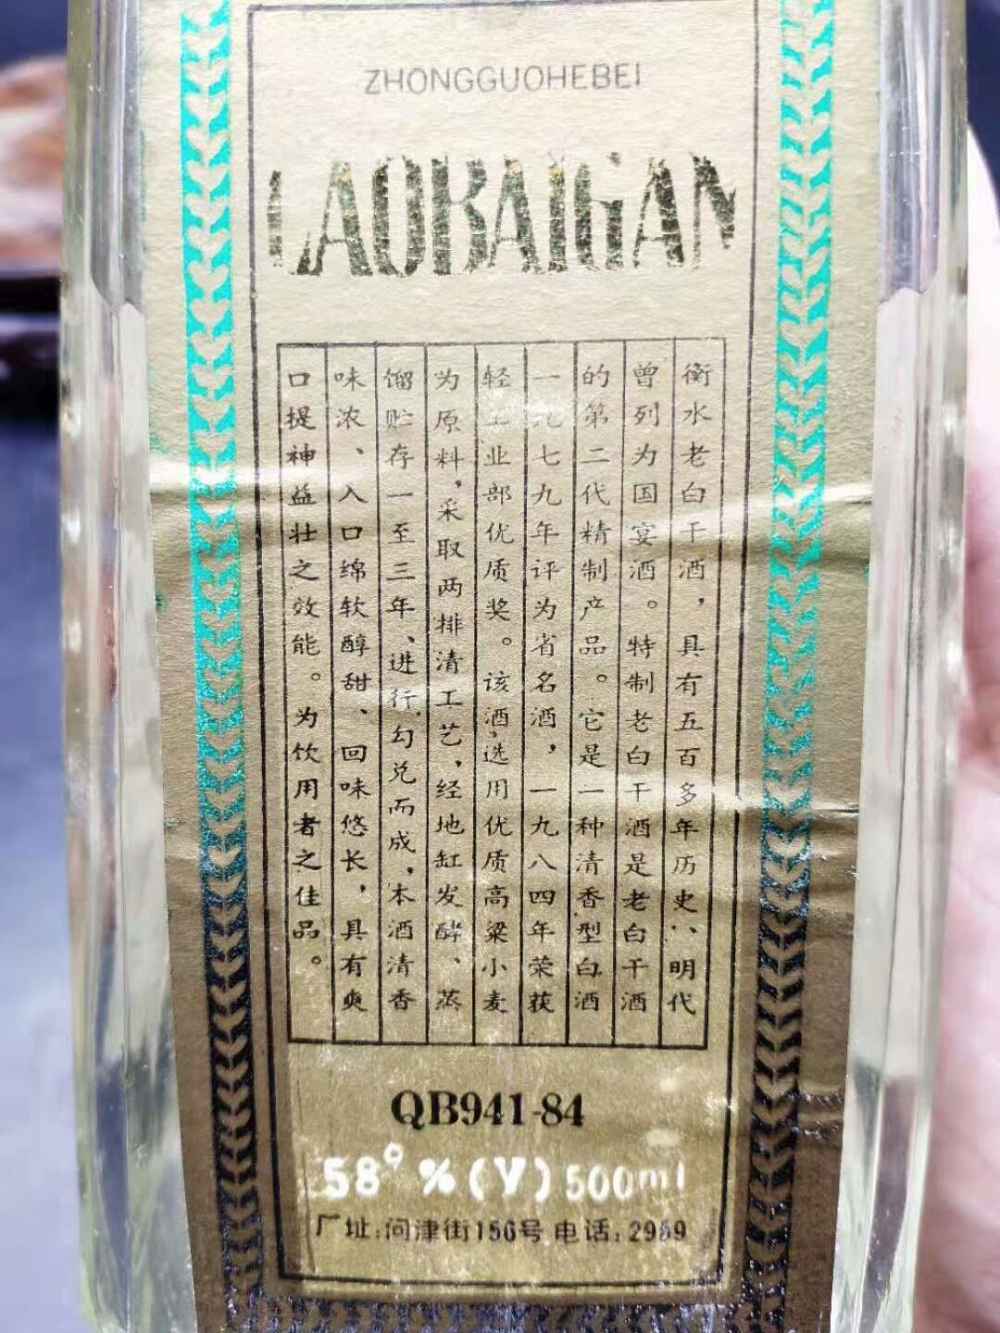 ZHONGGUOHEBEI
LAOBAIGAN
衡水老白干酒，具有五百多年历史、明代
曾列为国宴酒。特制老白干酒是老白干酒
的第二代精制产品。它是一种清香型白酒
一九七九年评为省名酒，一九八四年荣获
轻工业部优质奖。该酒选用优质高粱小麦
为原料，采取两排清工艺，经地缸发酵、蒸
馏贮存一至三年、进行勾兑而成，本酒清香
味浓、入口绵软醇甜、回味悠长，具有爽
口提神益壮之效能。为饮用者之佳品。
QB941-84
58°%(V)500ml
厂址:问津街156号 电话:2989